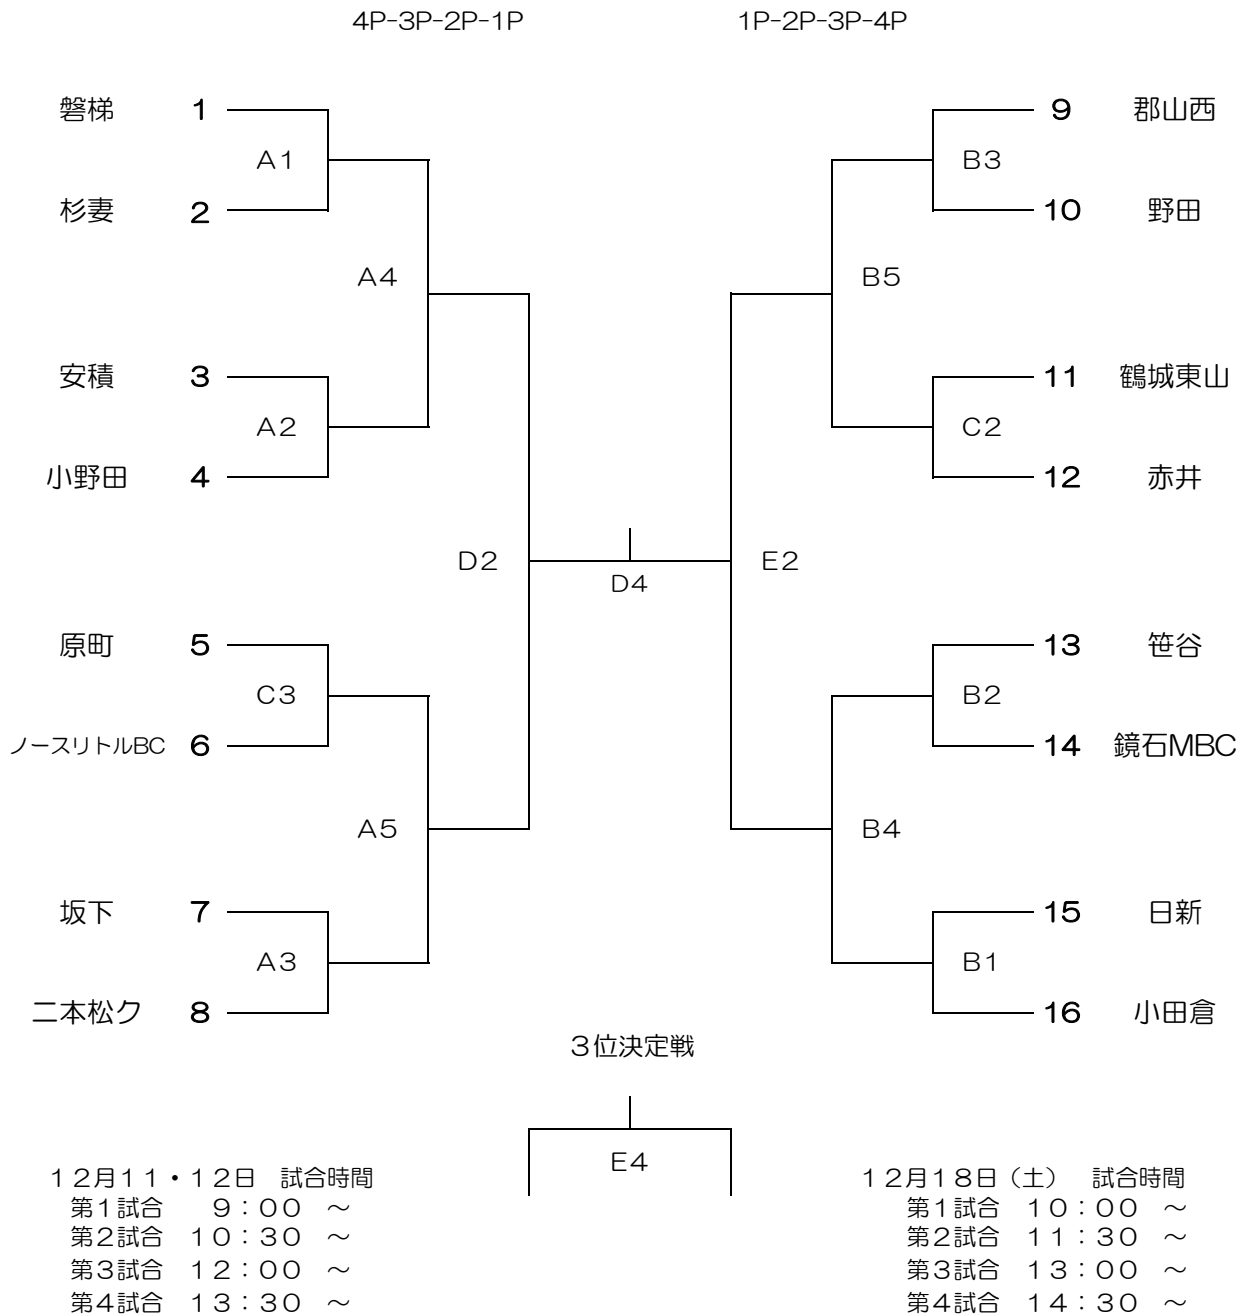 4P-3P-2P-1P
1P-2P-3P-4P
磐梯 1
A1
杉妻 2
A4
安積 3
A2
小野田 4
D2
原町 5
C3
ノースリトルBC 6
A5
坂下 7
A3
二本松ク 8
D4
9 郡山西
B3
10 野田
B5
11 鶴城東山
C2
12 赤井
E2
13 笹谷
B2
14 鏡石MBC
B4
15 日新
B1
16 小田倉
3位決定戦
E4
12月11・12日 試合時間
第1試合 9:00 ~
第2試合 10:30 ~
第3試合 12:00 ~
第4試合 13:30 ~
12月18日(土) 試合時間
第1試合 10:00 ~
第2試合 11:30 ~
第3試合 13:00 ~
第4試合 14:30 ~